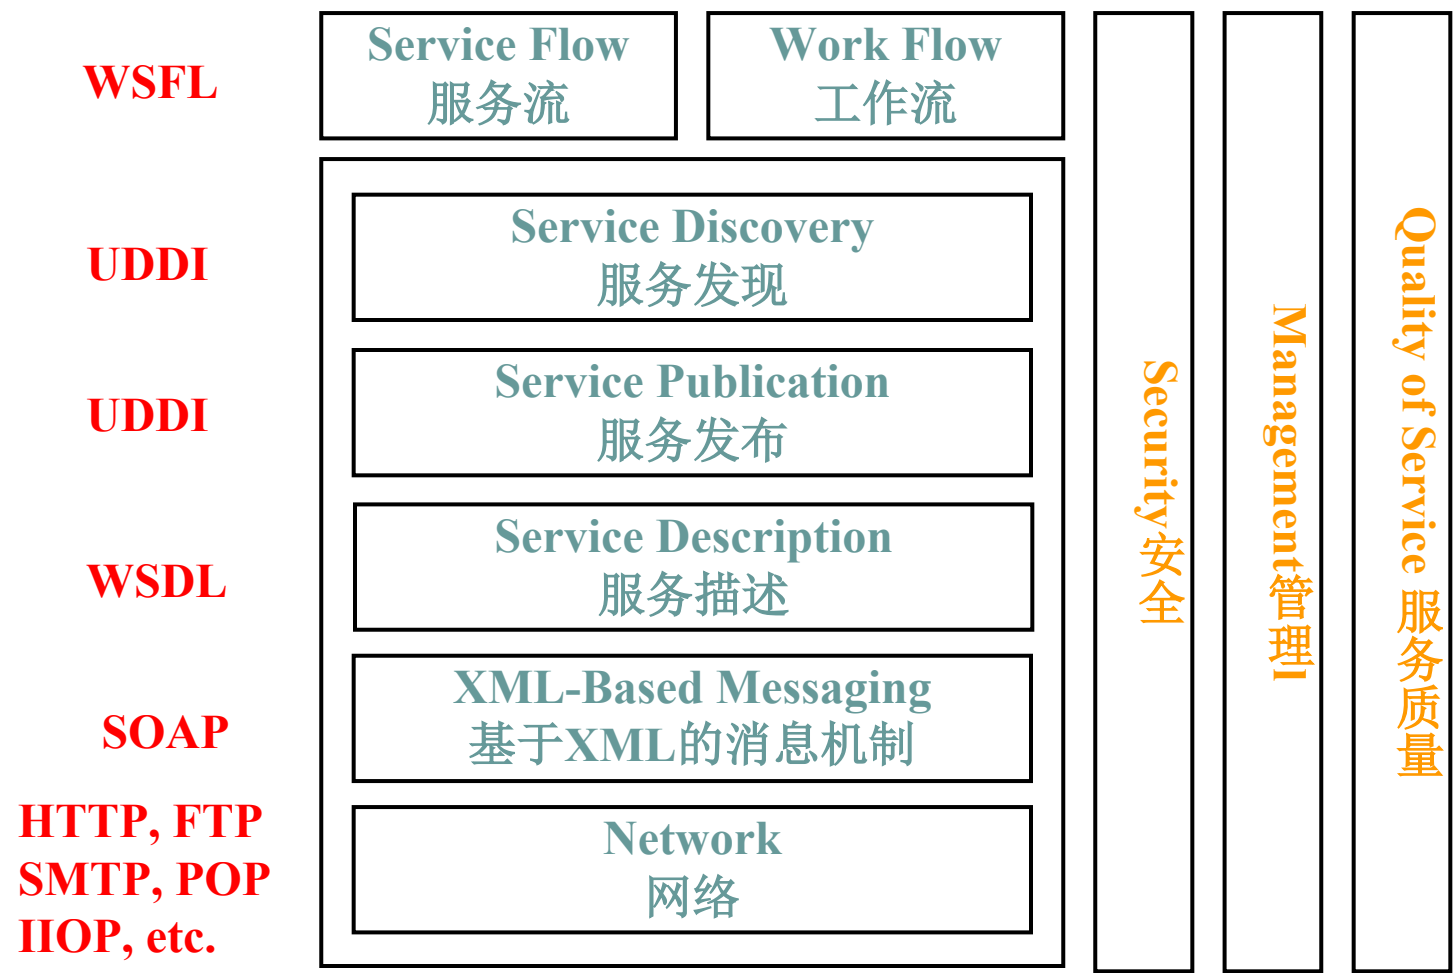 WSFL
Service Flow
服务流
Work Flow
工作流
UDDI
Service Discovery
服务发现
UDDI
Service Publication
服务发布
WSDL
Service Description
服务描述
SOAP
XML-Based Messaging
基于XML的消息机制
HTTP, FTP
SMTP, POP
IIOP, etc.
Network
网络
Security安全
Management管理l
Quality of Service 服务质量